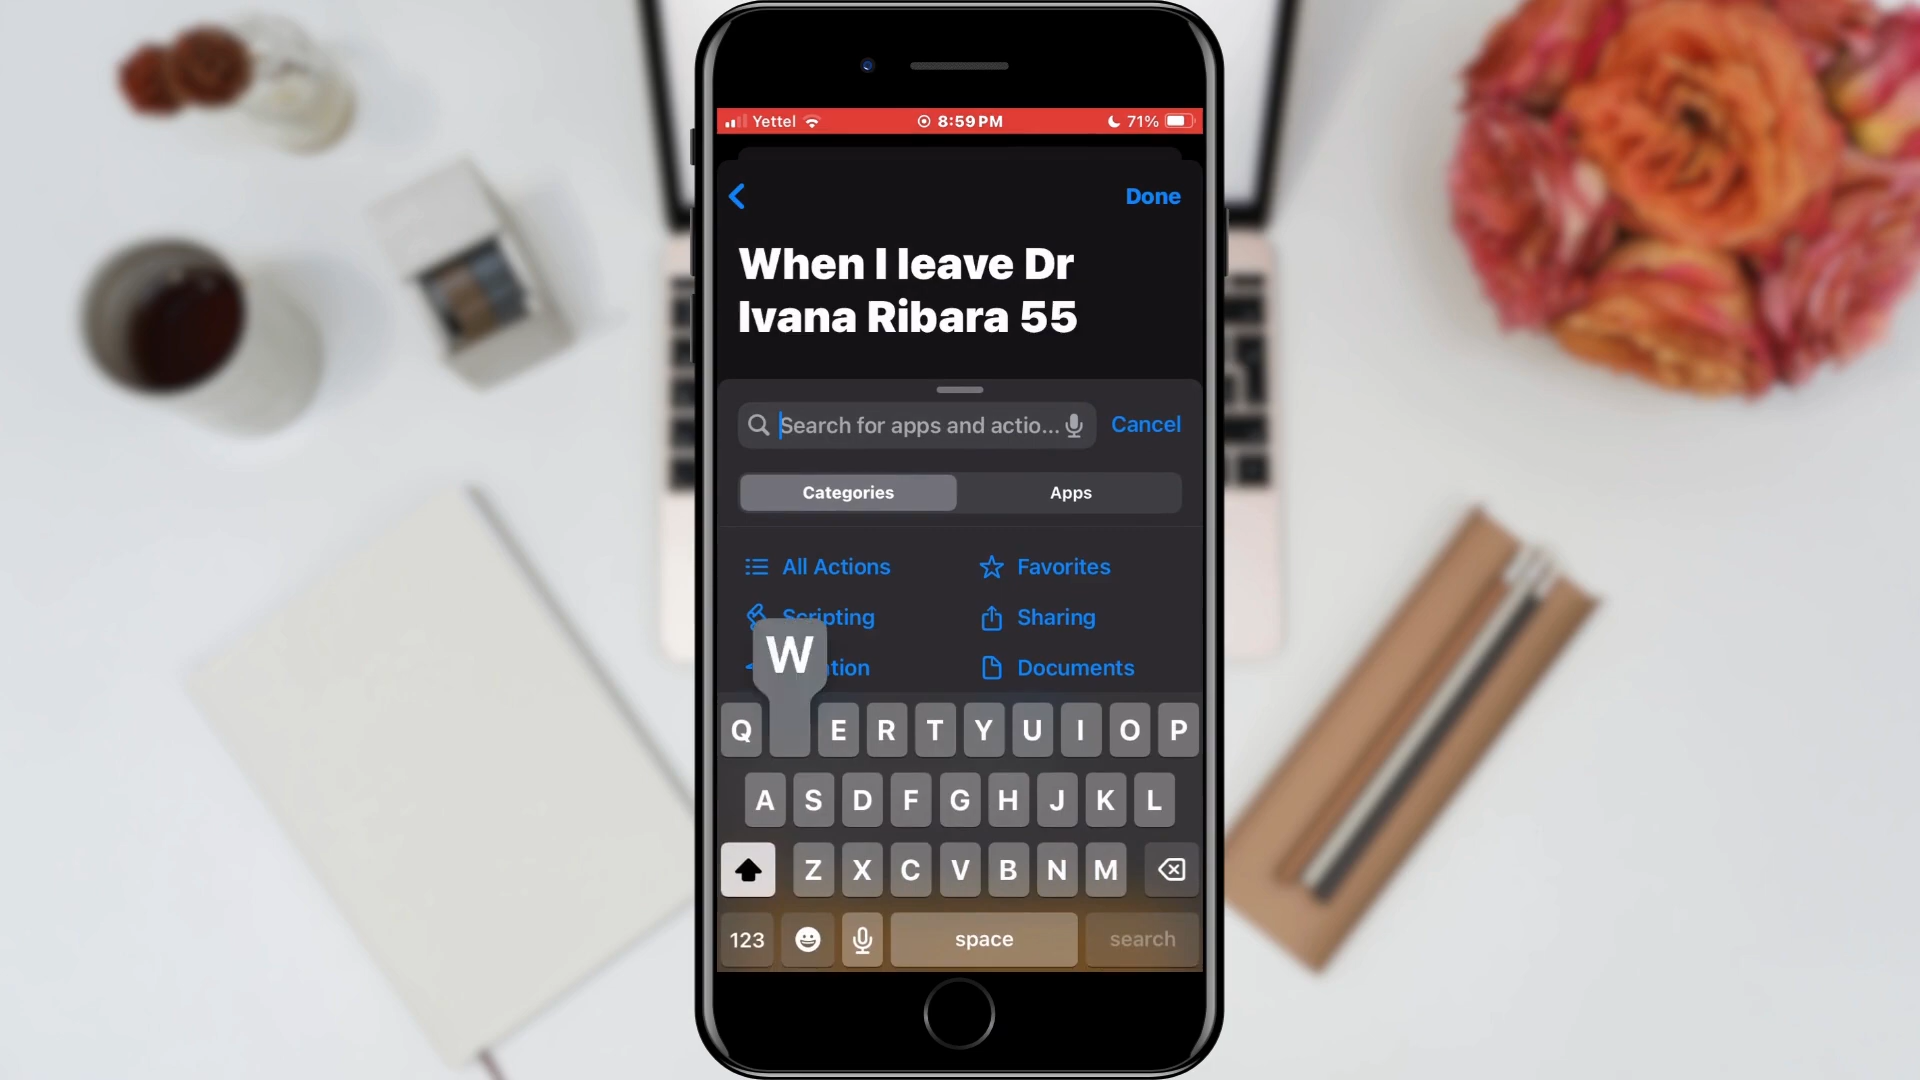 Yettel 8:59 PM 71%
Done
When I leave Dr
Ivana Ribara 55
Search for apps and actio... Cancel
Categories Apps
All Actions Favorites
Scripting Sharing
Documents
W
Q E R T Y U I O P
A S D F G H J K L
Z X C V B N M
123 space search